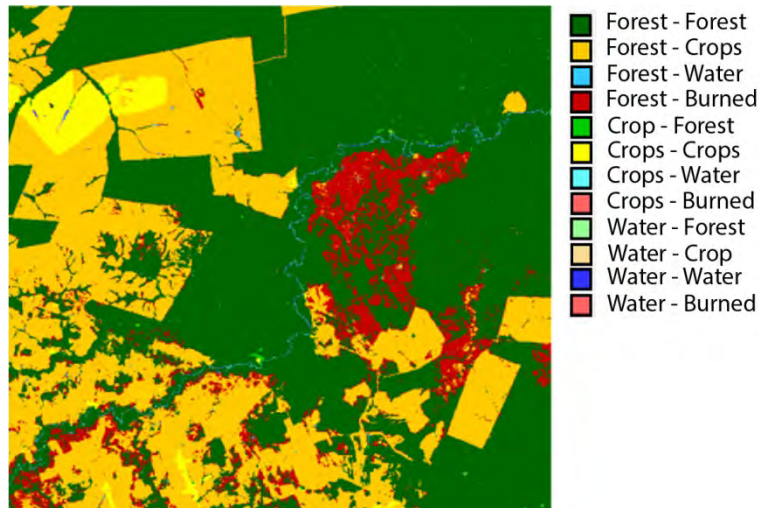 Forest - Forest
Forest - Crops
Forest - Water
Forest - Burned
Crop - Forest
Crops - Crops
Crops - Water
Crops - Burned
Water - Forest
Water - Crop
Water - Water
Water - Burned